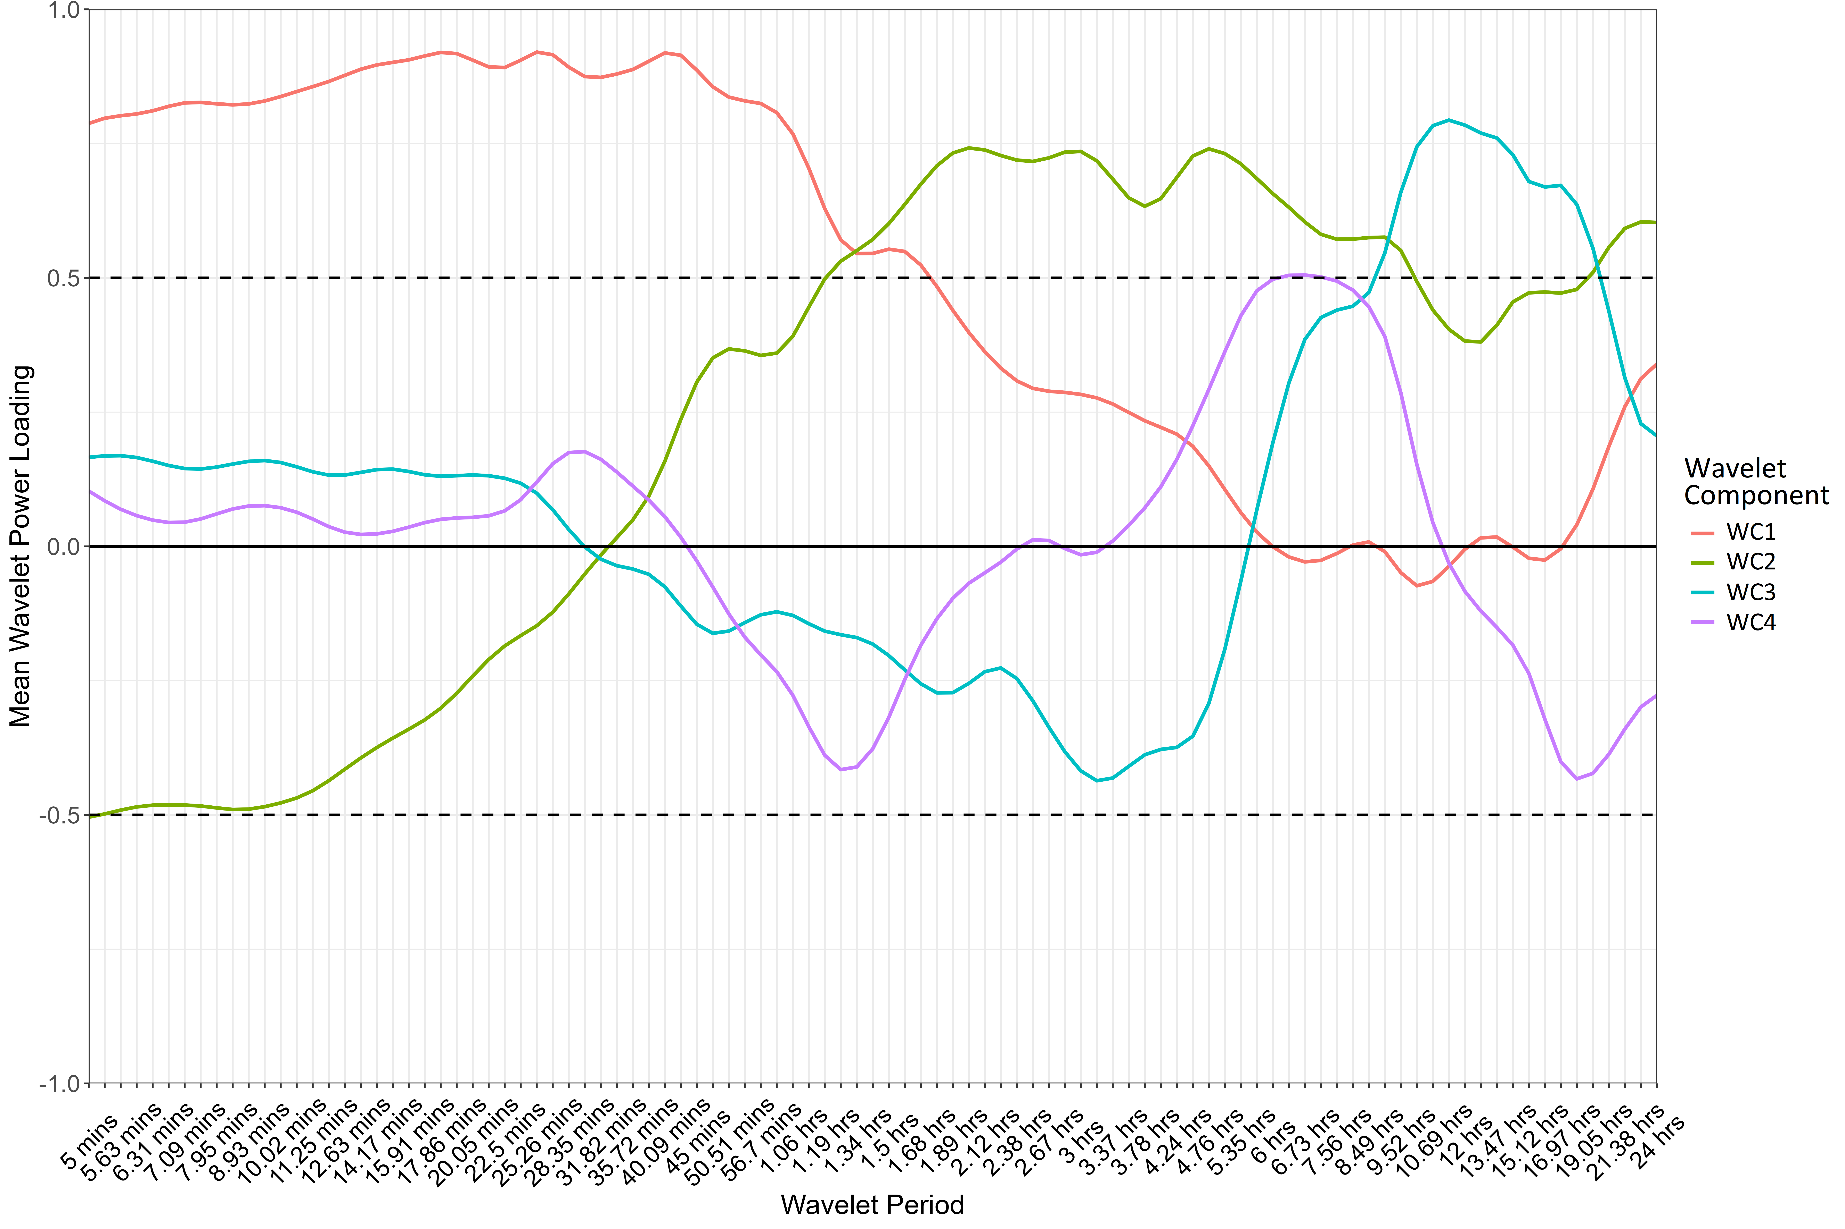 1.0
0.5
0.0
-0.5
-1.0
Mean Wavelet Power Loading
5 mins
5.63 mins
6.31 mins
7.09 mins
7.95 mins
8.93 mins
10.02 mins
11.25 mins
12.63 mins
14.17 mins
15.91 mins
17.86 mins
20.05 mins
22.5 mins
25.26 mins
28.35 mins
31.82 mins
35.72 mins
40.09 mins
45 mins
50.51 mins
56.7 mins
1.06 hrs
1.19 hrs
1.34 hrs
1.5 hrs
1.68 hrs
1.89 hrs
2.12 hrs
2.38 hrs
2.67 hrs
3 hrs
3.37 hrs
3.78 hrs
4.24 hrs
4.76 hrs
5.35 hrs
6 hrs
6.73 hrs
7.56 hrs
8.49 hrs
9.52 hrs
10.69 hrs
12 hrs
13.47 hrs
15.12 hrs
16.97 hrs
19.05 hrs
21.38 hrs
24 hrs
Wavelet Period
Wavelet
Component
WC1
WC2
WC3
WC4